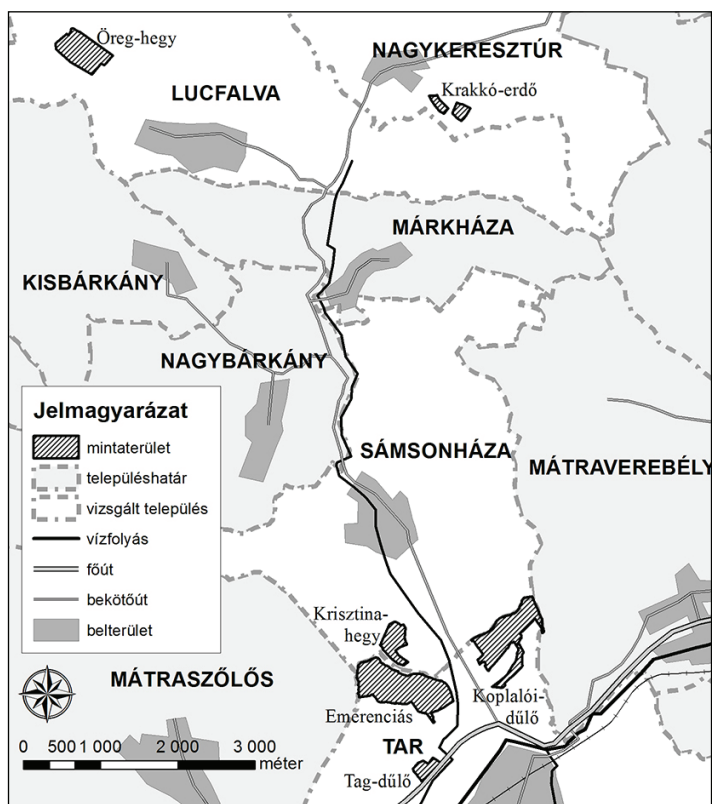 Öreg-hegy
NAGYKERESZTÚR
LUCFALVA
Krakkó-erdő
MÁRKHÁZA
KISBÁRKÁNY
NAGYBÁRKÁNY
SÁMSONHÁZA
MÁTRAVEREBÉLY
Jelmagyarázat
mintaterület
településhatár
vizsgált település
vízfolyás
főút
bekötőút
belterület
Krisztina-
hegy
MÁTRASZŐLŐS
Emerenciás
Koplalói-
dűlő
TAR
Tag-dűlő
0 500 1 000 2 000 3 000
méter